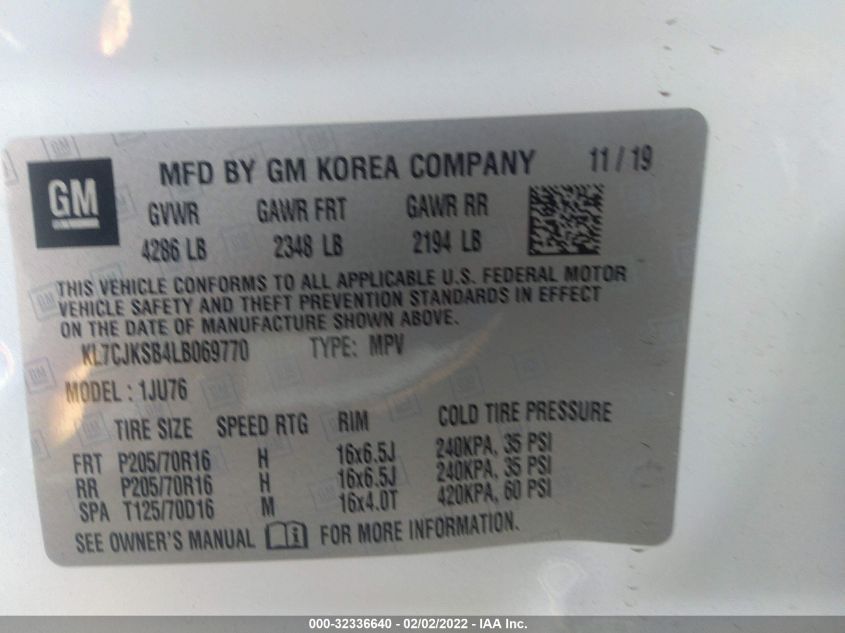 GM
MFD BY GM KOREA COMPANY 11/19
GVWR GAWR FRT GAWR RR
4286 LB 2348 LB 2194 LB
THIS VEHICLE CONFORMS TO ALL APPLICABLE U.S. FEDERAL MOTOR
VEHICLE SAFETY AND THEFT PREVENTION STANDARDS IN EFFECT
ON THE DATE OF MANUFACTURE SHOWN ABOVE.
KL7CJKSB4LB069770 TYPE: MPV
MODEL: 1JU76
TIRE SIZE SPEED RTG RIM COLD TIRE PRESSURE
FRT P205/70R16 H 16x6.5J 240KPA, 35 PSI
RR P205/70R16 H 16x6.5J 240KPA, 35 PSI
SPA T125/70D16 M 16x4.0T 420KPA, 60 PSI
SEE OWNER'S MANUAL FOR MORE INFORMATION.
000-32336640 - 02/02/2022 - IAA Inc.